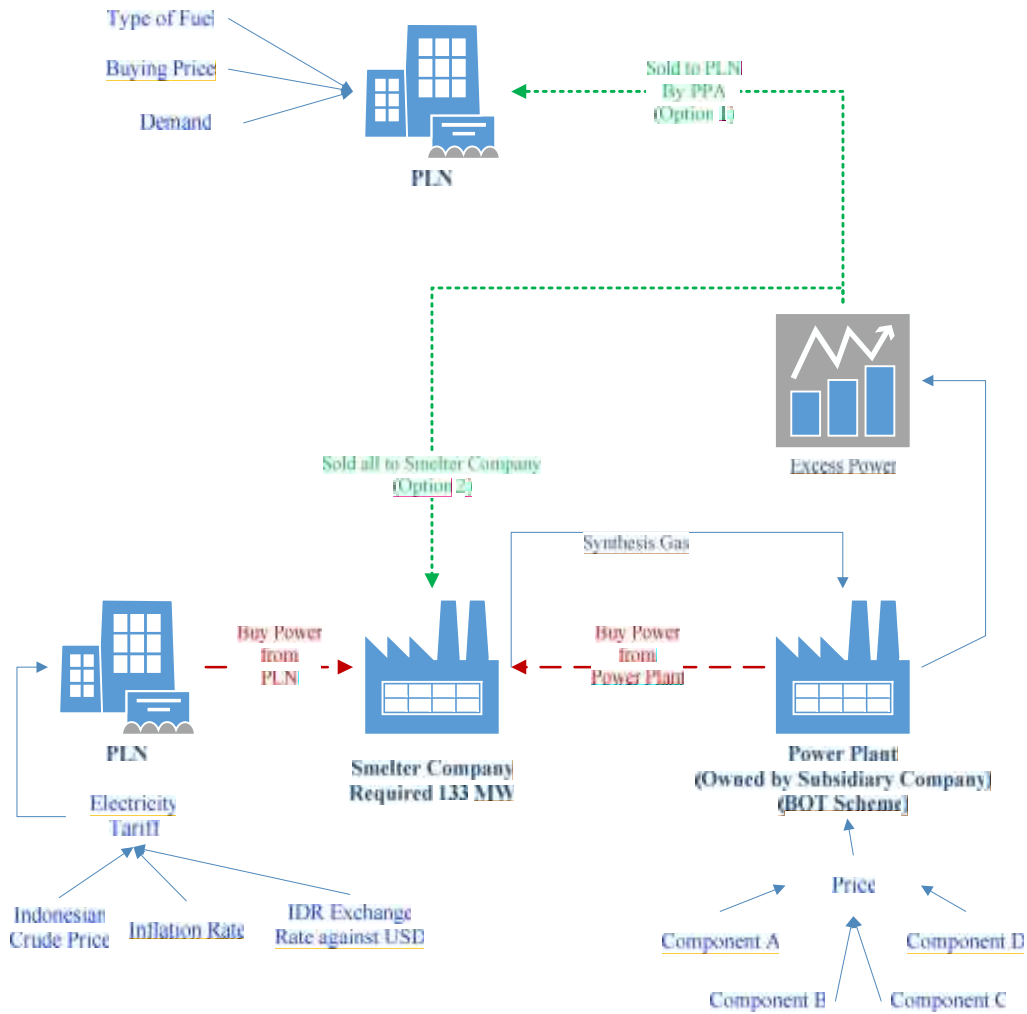 Type of Fuel
Buying Price
Demand
PLN
Sold to PLN
By PPA
(Option 1)
Excess Power
Sold all to Smelter Company
(Option 2)
Synthesis Gas
Buy Power
from
PLN
Buy Power
from
Power Plant
PLN
Smelter Company
Required 133 MW
Power Plant
(Owned by Subsidiary Company)
(BOT Scheme)
Electricity
Tariff
Indonesian
Crude Price
Inflation Rate
IDR Exchange
Rate against USD
Price
Component A
Component D
Component B
Component C